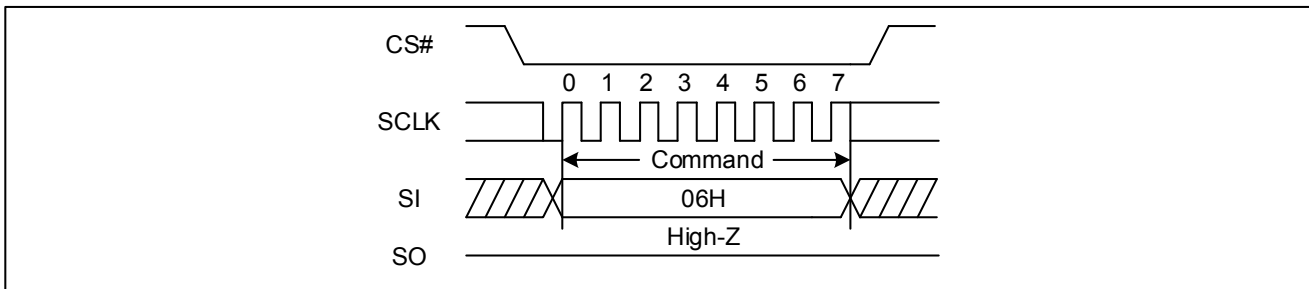 CS#
0 1 2 3 4 5 6 7
SCLK
Command
SI
06H
High-Z
SO